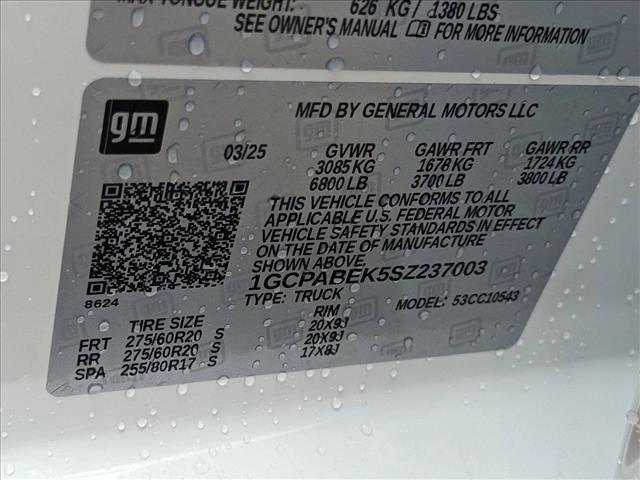 MAX TONGUE WEIGHT: 626 KG / 1380 LBS
SEE OWNER'S MANUAL FOR MORE INFORMATION
gm
MFD BY GENERAL MOTORS LLC
03/25 GVWR GAWR FRT GAWR RR
3085 KG 1678 KG 1724 KG
6800 LB 3700 LB 3800 LB
THIS VEHICLE CONFORMS TO ALL
APPLICABLE U.S. FEDERAL MOTOR
VEHICLE SAFETY STANDARDS IN EFFECT
ON THE DATE OF MANUFACTURE
SHOWN ABOVE.
1GCPABEK5SZ237003
8624
TYPE: TRUCK MODEL: 53CC10543
TIRE SIZE RIM
FRT 275/60R20 S 20X9J
RR 275/60R20 S 20X9J
SPA 255/80R17 S 17X8J